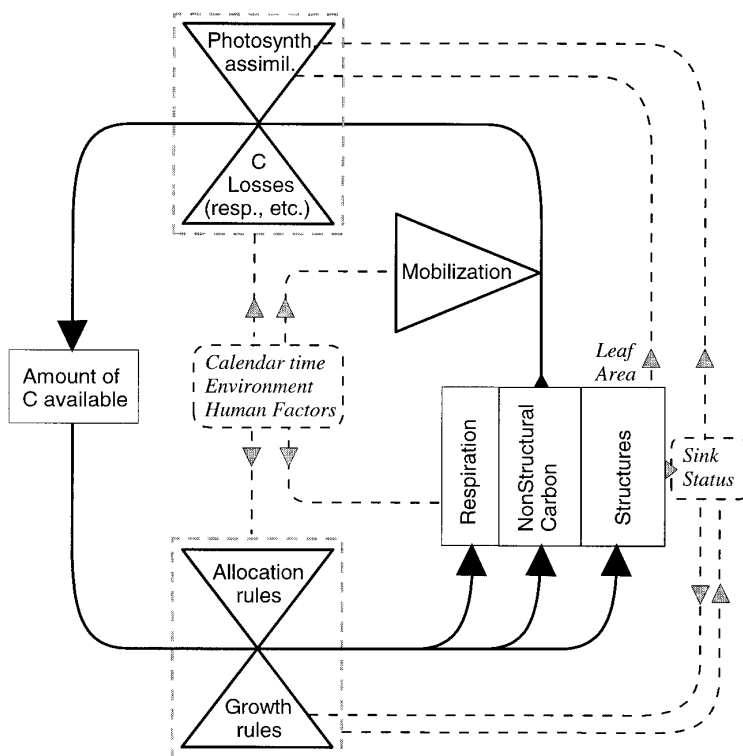 Photosynth.
assimil.
C
Losses
(resp., etc.)
Mobilization
Amount of
C available
Calendar time
Environment
Human Factors
Leaf
Area
Respiration
NonStructural
Carbon
Structures
Sink
Status
Allocation
rules
Growth
rules